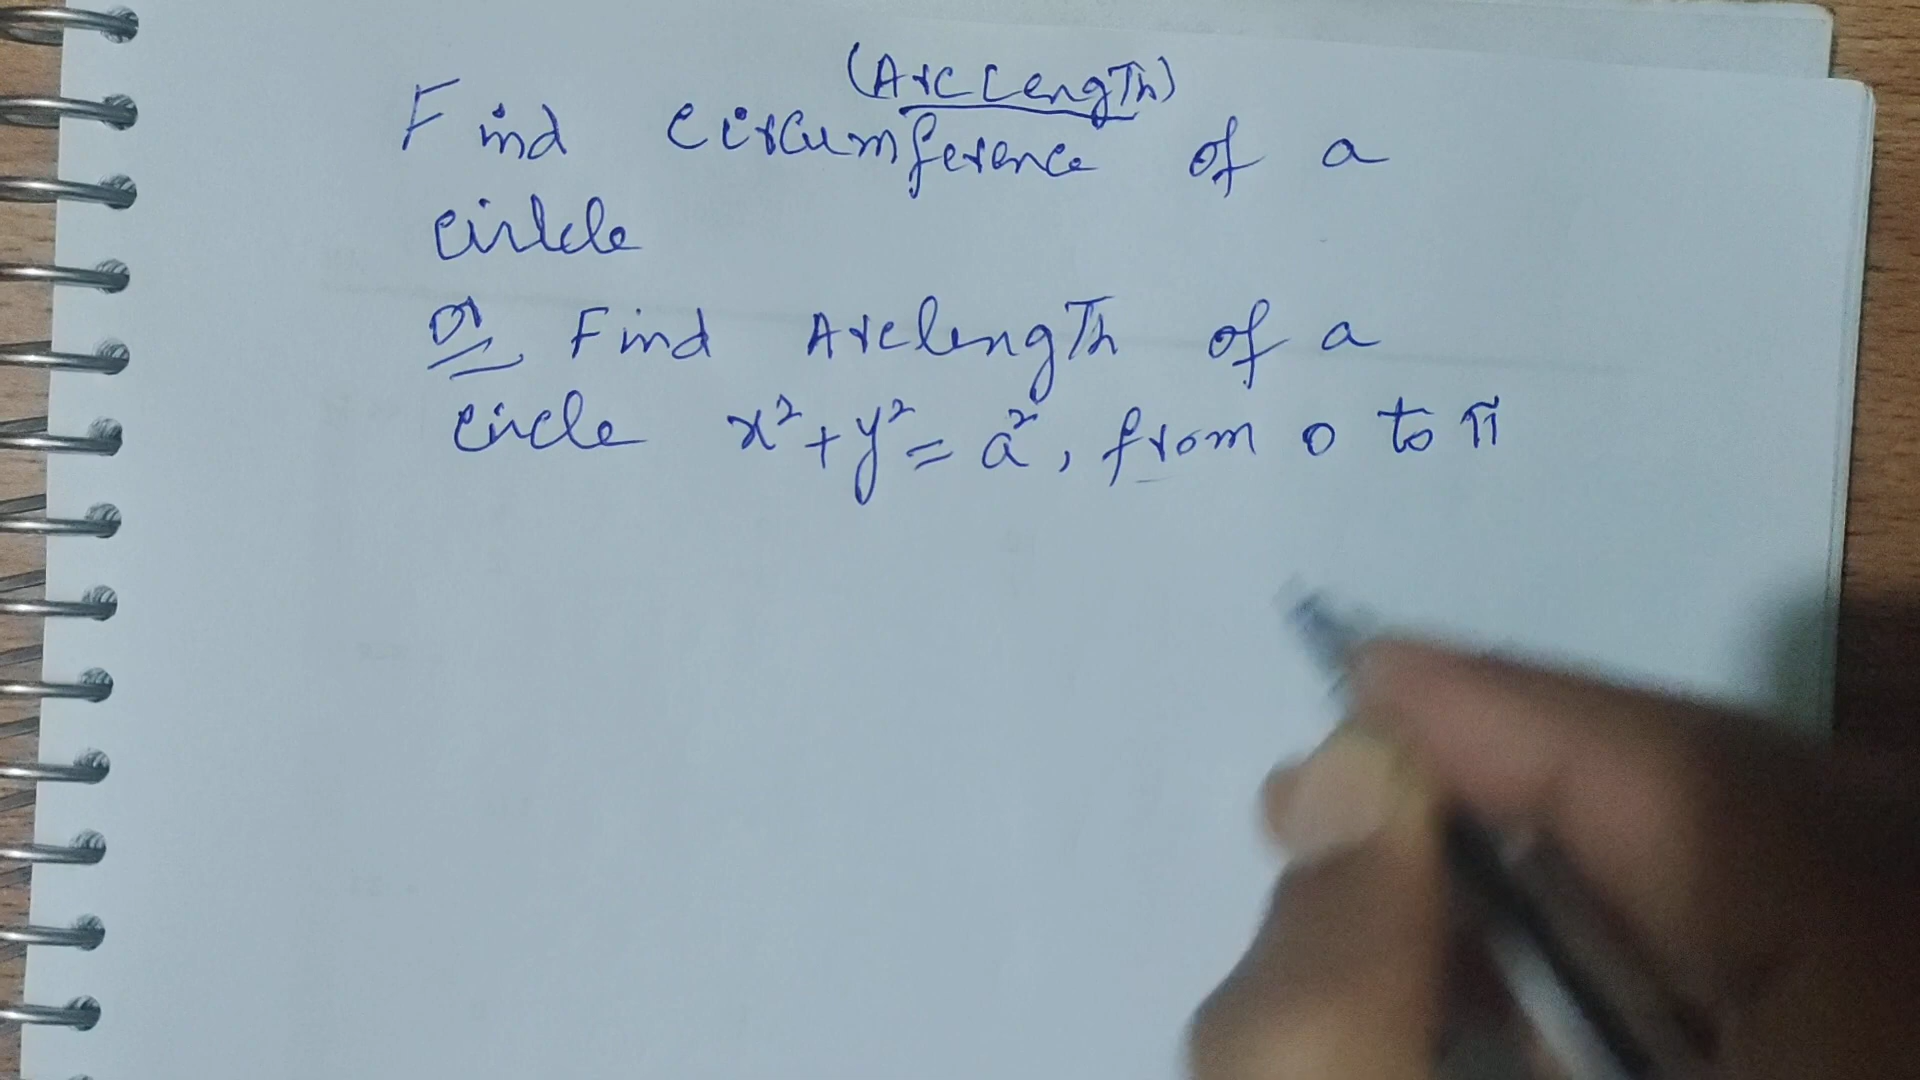 (Arc Length)
Find circumference of a
cirlcle
or Find Arclength of a
circle x²+y²=a², from 0 to π